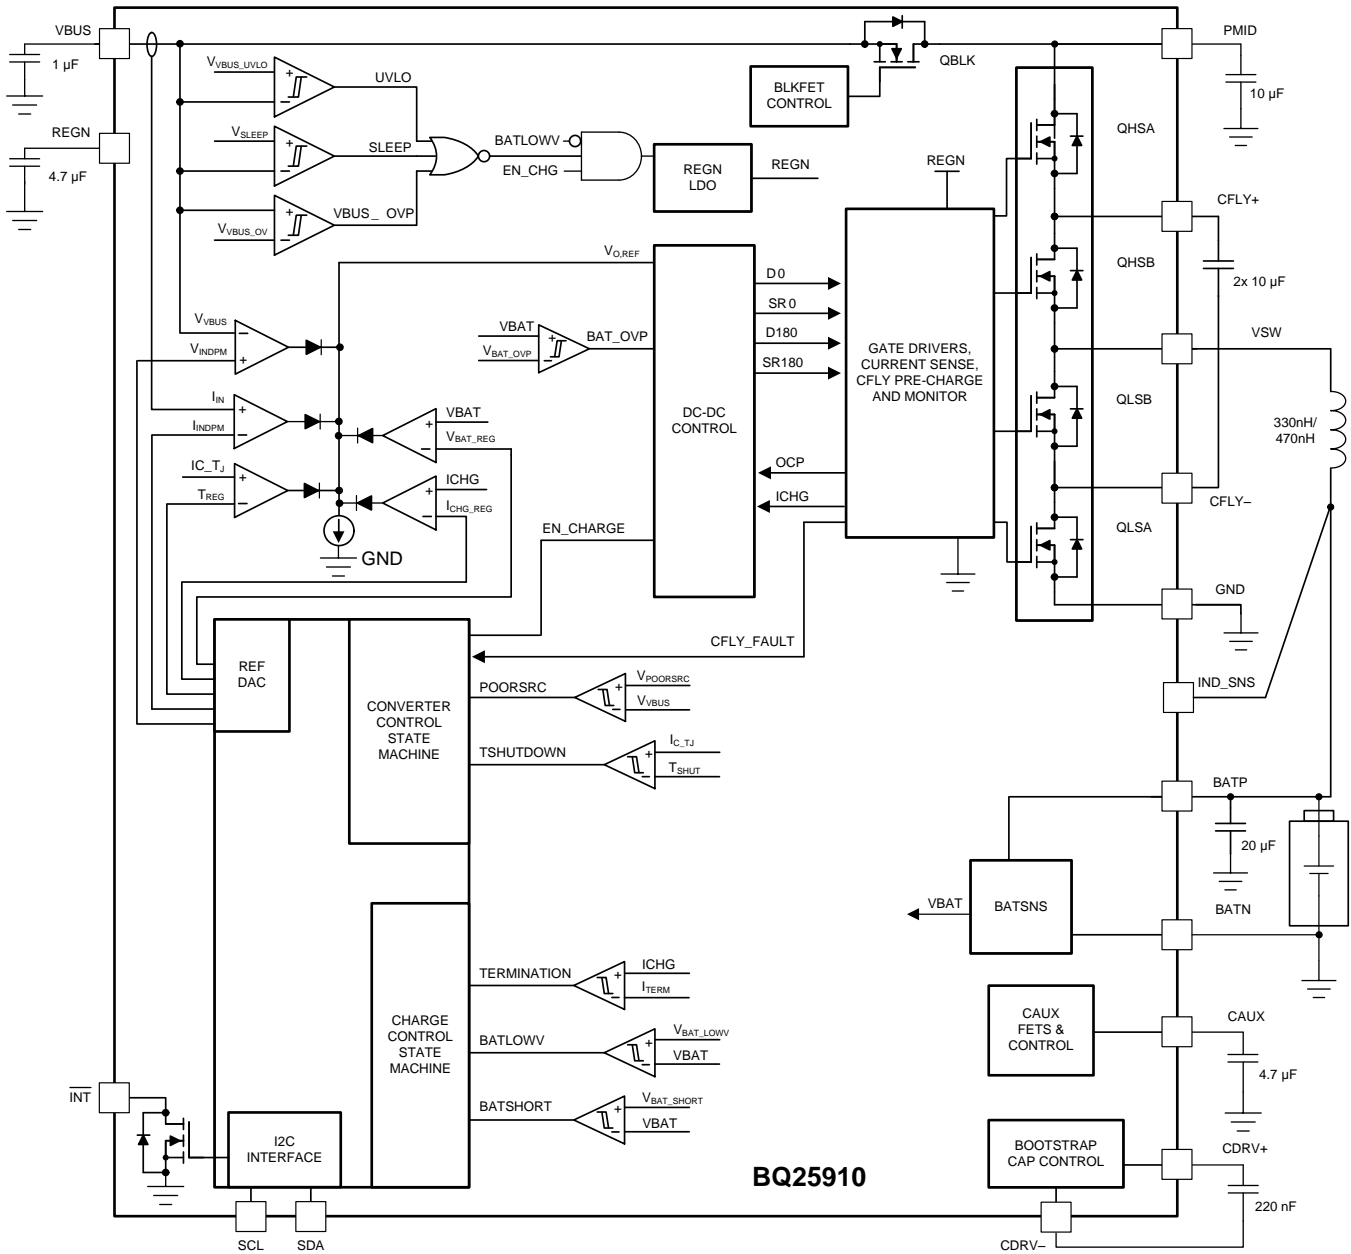 VBUS
1 µF
REGN
4.7 µF
V_VBUS_UVLO
UVLO
V_SLEEP
SLEEP
VBUS_ OVP
V_VBUS_OV
BATLOWV
EN_CHG
REGN
LDO
REGN
BLKFET
CONTROL
QBLK
PMID
10 µF
QHSA
CFLY+
QHSB
2x 10 µF
VSW
QLSB
330nH/
470nH
CFLY–
QLSA
GND
IND_SNS
REGN
GATE DRIVERS,
CURRENT SENSE,
CFLY PRE-CHARGE
AND MONITOR
V_O,REF
D0
SR0
D180
SR180
DC-DC
CONTROL
OCP
ICHG
VBAT
V_BAT_OVP
BAT_OVP
V_VBUS
V_INDPM
I_IN
I_INDPM
IC_T_J
T_REG
VBAT
V_BAT_REG
ICHG
I_CHG_REG
GND
EN_CHARGE
CFLY_FAULT
REF
DAC
CONVERTER
CONTROL
STATE
MACHINE
POORSRC
V_POORSRC
V_VBUS
TSHUTDOWN
I_C_TJ
T_SHUT
BATP
20 µF
BATN
VBAT
BATSNS
TERMINATION
ICHG
I_TERM
CHARGE
CONTROL
STATE
MACHINE
BATLOWV
V_BAT_LOWV
VBAT
BATSHORT
V_BAT_SHORT
VBAT
CAUX
FETS &
CONTROL
CAUX
4.7 µF
INT
I2C
INTERFACE
BOOTSTRAP
CAP CONTROL
CDRV+
220 nF
BQ25910
SCL
SDA
CDRV–